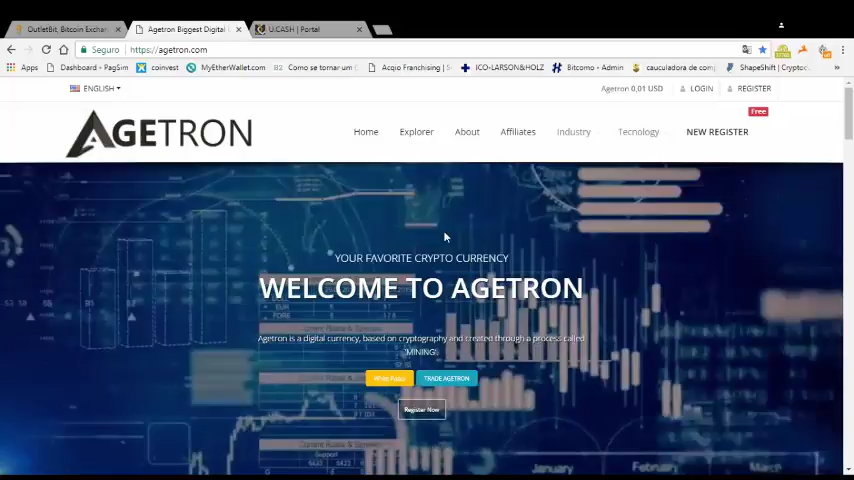 OutletBit, Bitcoin Exchan
Agetron Biggest Digital
U.CASH | Portal
Seguro
https://agetron.com
Apps
Dashboard - PagSim
coinvest
MyEtherWallet.com
Como se tornar um C
Acqio Franchising | S
ICO-LARSON&HOLZ
Bitcomo - Admin
cauculadora de com
ShapeShift | Cryptoc
ENGLISH
Agetron 0,01 USD
LOGIN
REGISTER
Free
AGETRON
Home
Explorer
About
Affiliates
Industry
Tecnology
NEW REGISTER
YOUR FAVORITE CRYPTO CURRENCY
WELCOME TO AGETRON
Agetron is a digital currency, based on cryptography and created through a process called
"MINING".
White Paper
TRADE AGETRON
Register Now
January
February
March